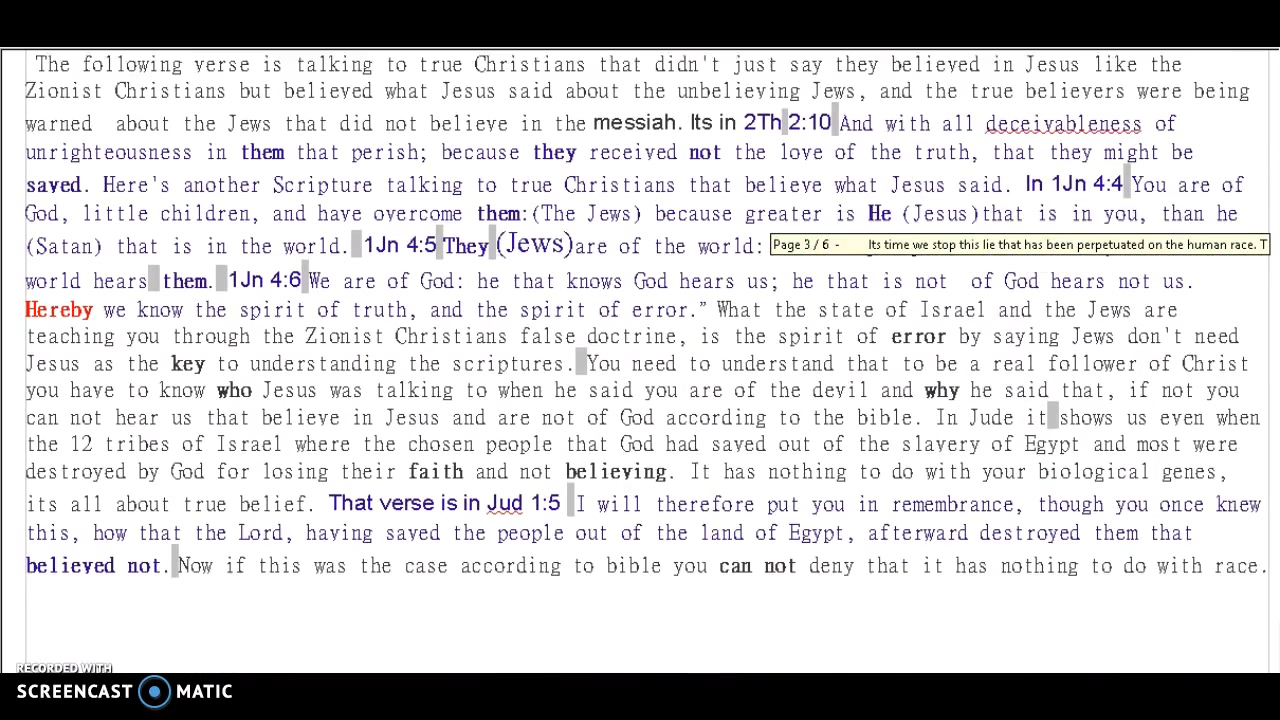 The following verse is talking to true Christians that didn't just say they believed in Jesus like the
Zionist Christians but believed what Jesus said about the unbelieving Jews, and the true believers were being
warned about the Jews that did not believe in the messiah. Its in 2Th 2:10 And with all deceivableness of
unrighteousness in them that perish; because they received not the love of the truth, that they might be
saved. Here's another Scripture talking to true Christians that believe what Jesus said. In 1Jn 4:4 You are of
God, little children, and have overcome them:(The Jews) because greater is He (Jesus)that is in you, than he
(Satan) that is in the world. 1Jn 4:5 They (Jews)are of the world:
Page 3 / 6 - Its time we stop this lie that has been perpetuated on the human race. T
world hears them. 1Jn 4:6 We are of God: he that knows God hears us; he that is not of God hears not us.
Hereby we know the spirit of truth, and the spirit of error.” What the state of Israel and the Jews are
teaching you through the Zionist Christians false doctrine, is the spirit of error by saying Jews don't need
Jesus as the key to understanding the scriptures. You need to understand that to be a real follower of Christ
you have to know who Jesus was talking to when he said you are of the devil and why he said that, if not you
can not hear us that believe in Jesus and are not of God according to the bible. In Jude it shows us even when
the 12 tribes of Israel where the chosen people that God had saved out of the slavery of Egypt and most were
destroyed by God for losing their faith and not believing. It has nothing to do with your biological genes,
its all about true belief. That verse is in Jud 1:5 I will therefore put you in remembrance, though you once knew
this, how that the Lord, having saved the people out of the land of Egypt, afterward destroyed them that
believed not. Now if this was the case according to bible you can not deny that it has nothing to do with race.
RECORDED WITH
SCREENCAST MATIC